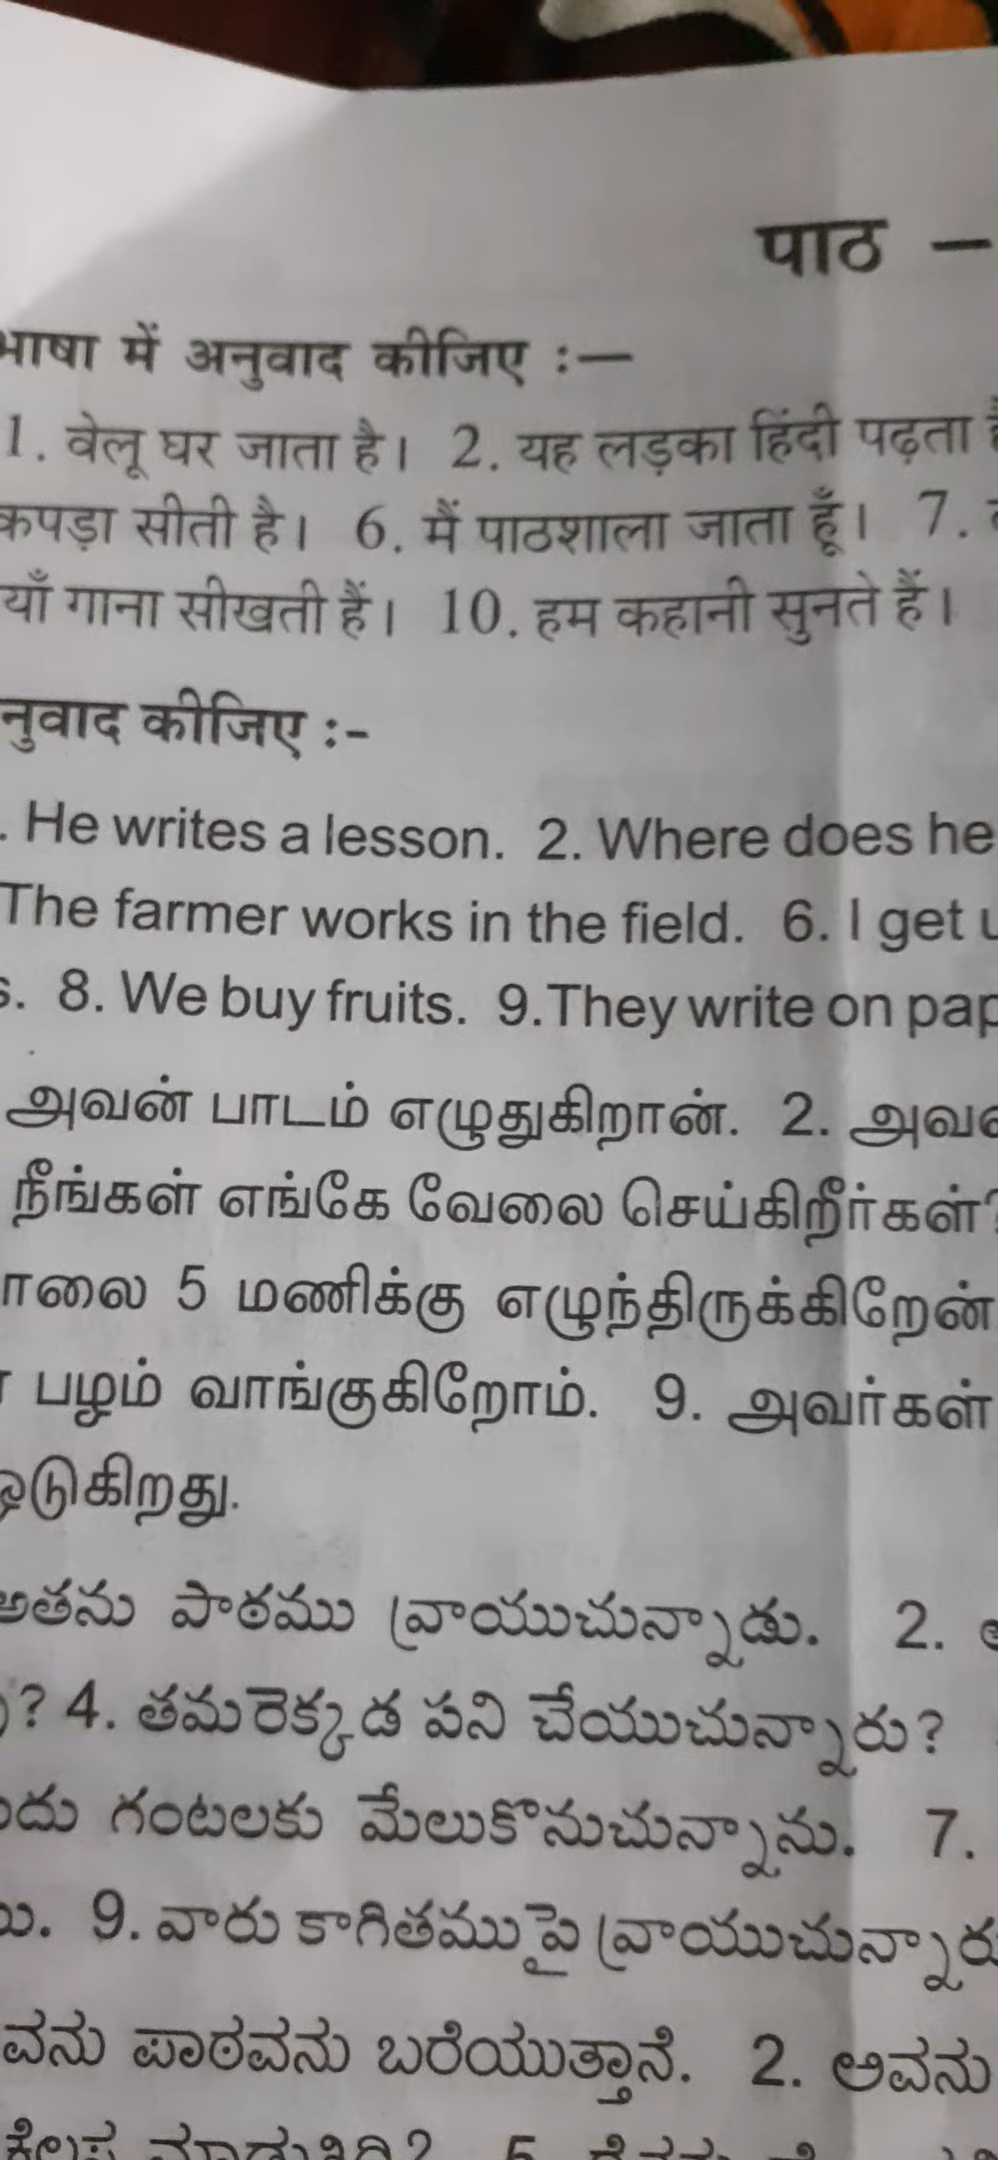 पाठ –
भाषा में अनुवाद कीजिए :–
1. वेलू घर जाता है। 2. यह लड़का हिंदी पढ़ता
कपड़ा सीती है। 6. मैं पाठशाला जाता हूँ। 7.
याँ गाना सीखती हैं। 10. हम कहानी सुनते हैं।
नुवाद कीजिए :-
. He writes a lesson. 2. Where does he
The farmer works in the field. 6. I get
s. 8. We buy fruits. 9.They write on pap
அவன் பாடம் எழுதுகிறான். 2. அவ
நீங்கள் எங்கே வேலை செய்கிறீர்கள்?
ாலை 5 மணிக்கு எழுந்திருக்கிறேன்
பழம் வாங்குகிறோம். 9. அவர்கள்
ஓடுகிறது.
అతను పాఠము వ్రాయుచున్నాడు. 2.
? 4. తమరెక్కడ పని చేయుచున్నారు?
దు గంటలకు మేలుకొనుచున్నాను. 7.
ు. 9. వారు కాగితముపై వ్రాయుచున్నారు
ವನು ಪಾಠವನು ಬರೆಯುತ್ತಾನೆ. 2. ಅವನು